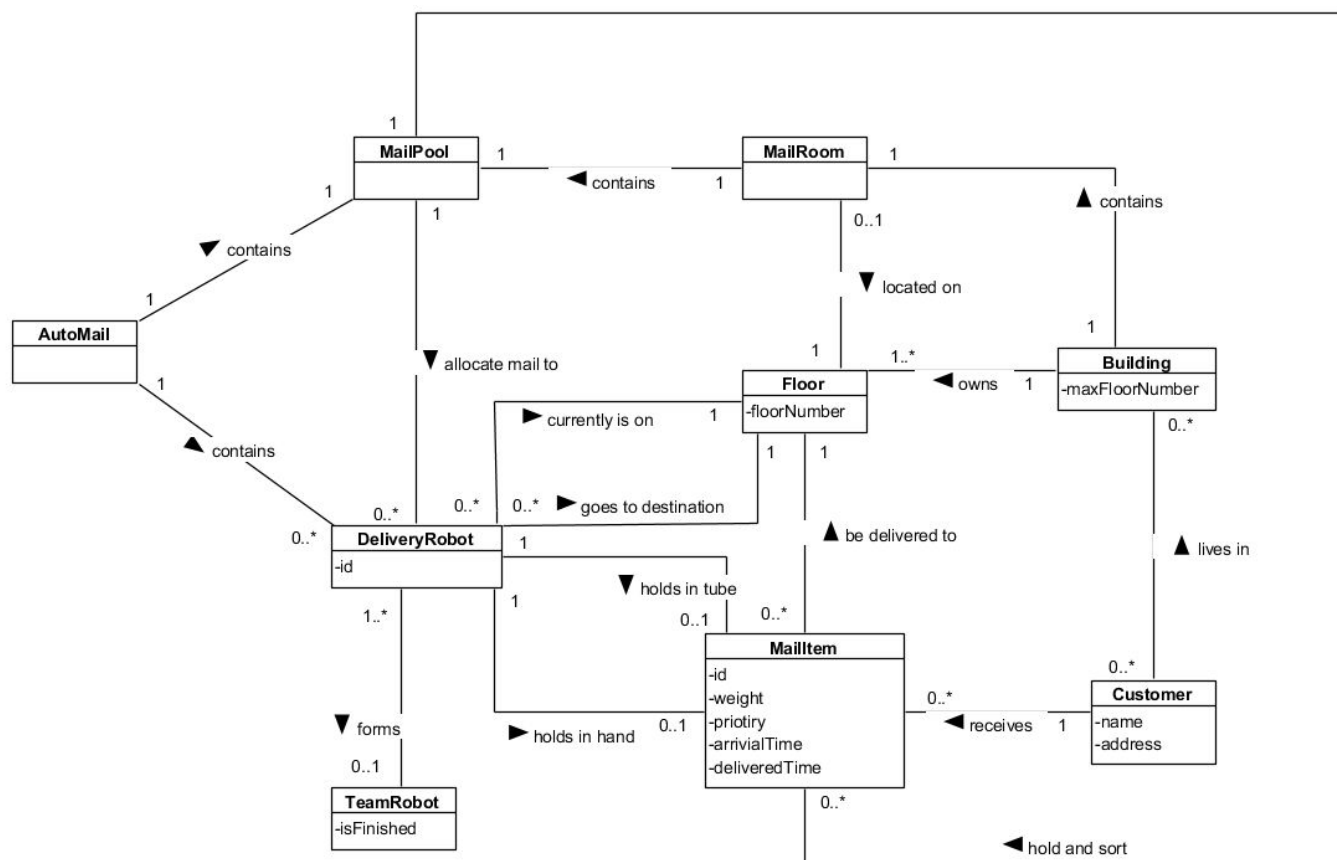 1
MailPool
1
contains
1
MailRoom
1
contains
1
1
0..1
contains
1
located on
AutoMail
1
1
allocate mail to
contains
1
1..*
owns
1
1
Floor
-floorNumber
Building
-maxFloorNumber
0..*
currently is on
1
1
1
0..*
0..*
0..*
goes to destination
0..*
DeliveryRobot
-id
1
be delivered to
lives in
1..*
1
holds in tube
0..1
0..*
MailItem
-id
-weight
-priotiry
-arrivialTime
-deliveredTime
0..*
Customer
-name
-address
0..*
receives
1
forms
holds in hand
0..1
0..1
TeamRobot
-isFinished
0..*
hold and sort